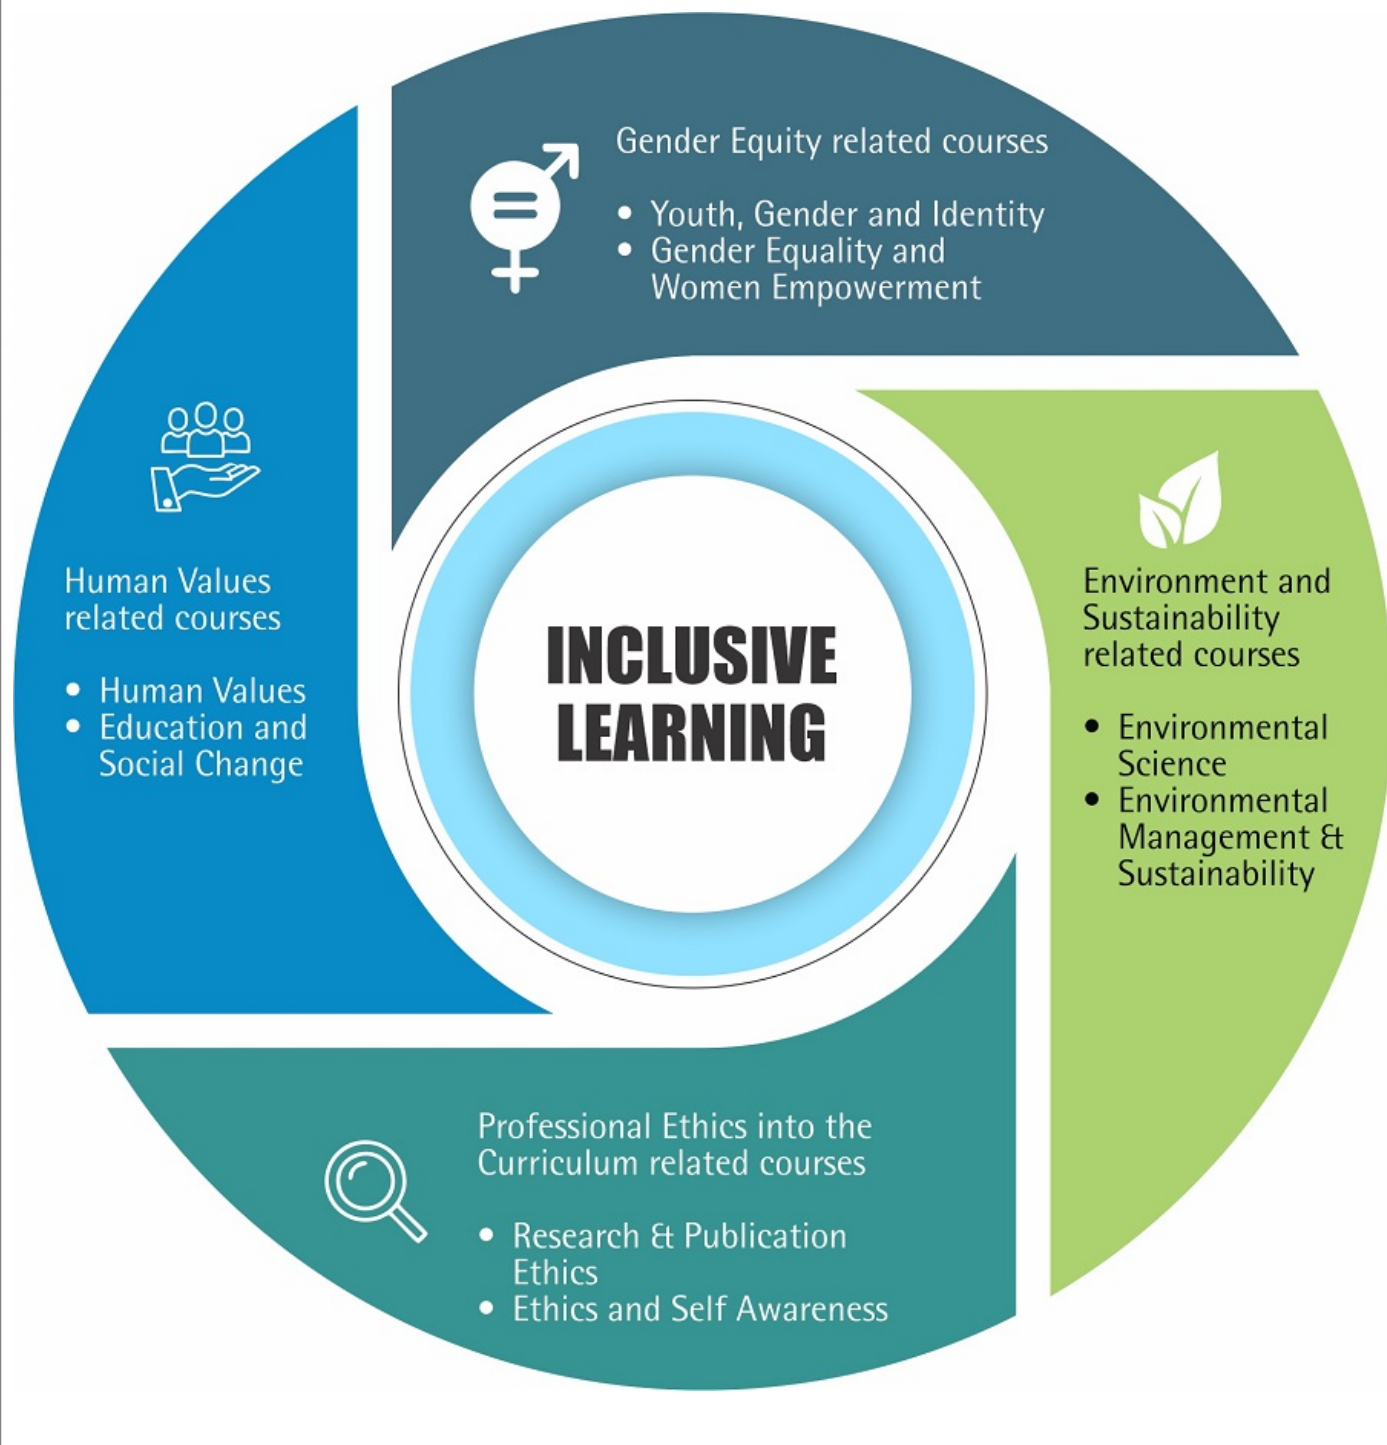 Gender Equity related courses
• Youth, Gender and Identity
• Gender Equality and
Women Empowerment
Human Values
related courses
• Human Values
• Education and
Social Change
INCLUSIVE
LEARNING
Environment and
Sustainability
related courses
• Environmental
Science
• Environmental
Management &
Sustainability
Professional Ethics into the
Curriculum related courses
• Research & Publication
Ethics
• Ethics and Self Awareness